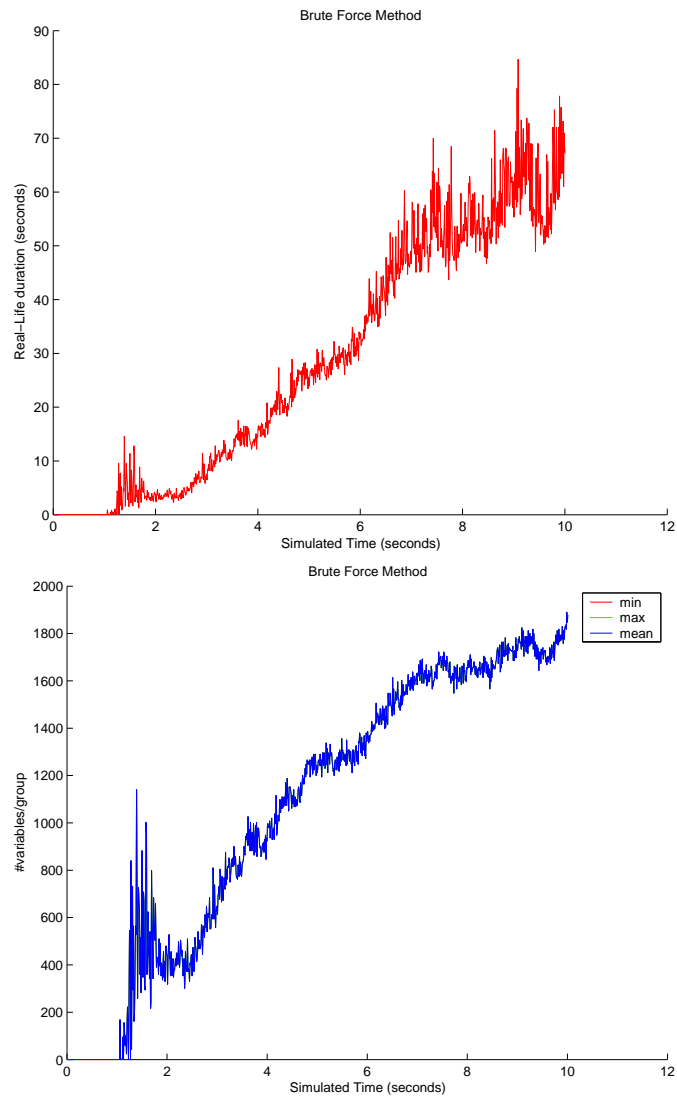 Brute Force Method
90
80
70
60
50
40
30
20
10
0
Real-Life duration (seconds)
0 2 4 6 8 10 12
Simulated Time (seconds)
Brute Force Method
2000
1800
1600
1400
1200
1000
800
600
400
200
0
#variables/group
min
max
mean
0 2 4 6 8 10 12
Simulated Time (seconds)